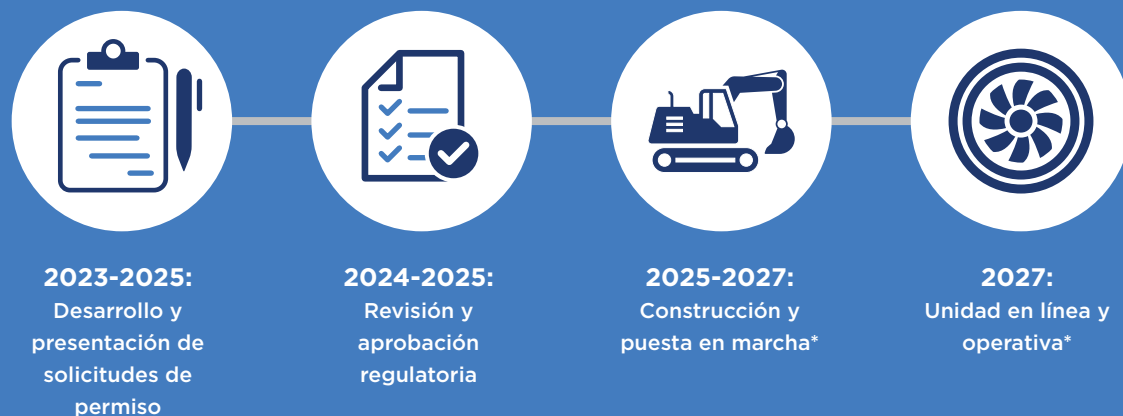 2023-2025:
Desarrollo y
presentación de
solicitudes de
permiso
2024-2025:
Revisión y
aprobación
regulatoria
2025-2027:
Construcción y
puesta en marcha*
2027:
Unidad en línea y
operativa*